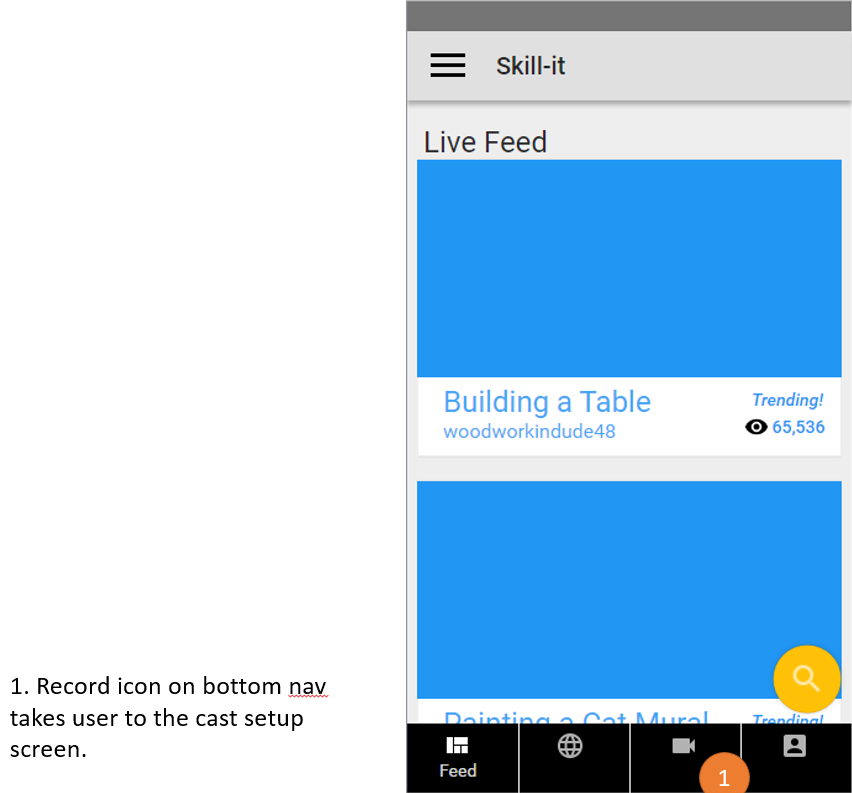 Skill-it
Live Feed
Building a Table
Trending!
woodworkindude48
65,536
Painting a Cat Mural
Trending!
1. Record icon on bottom nav
takes user to the cast setup
screen.
Feed
1